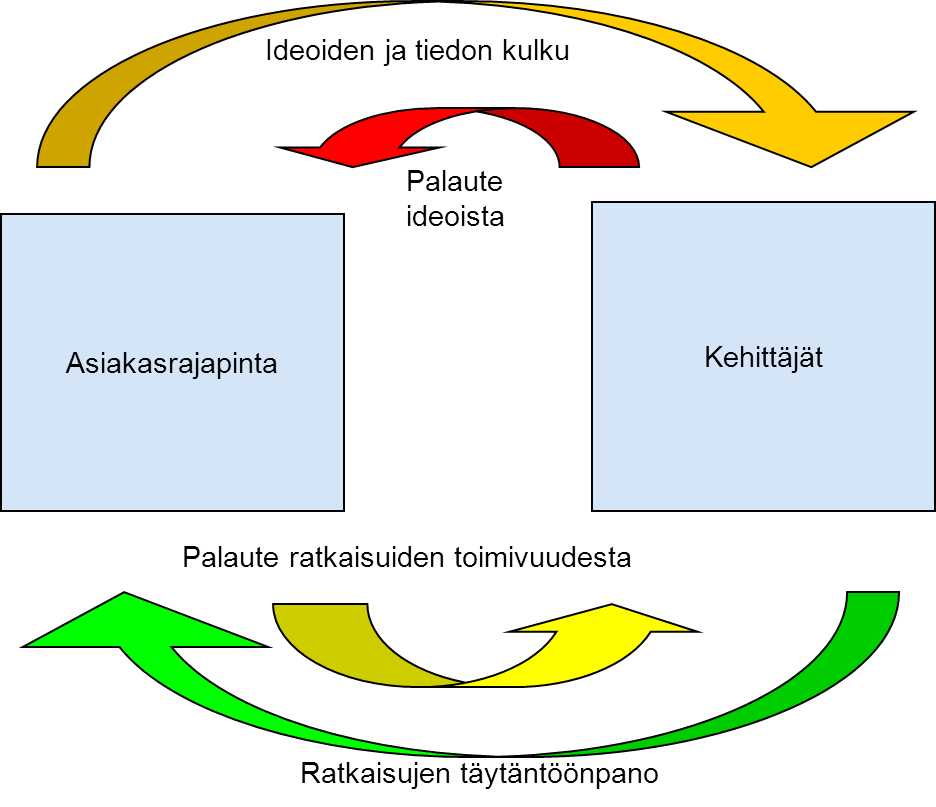 Ideoiden ja tiedon kulku
Palaute
ideoista
Asiakasrajapinta
Kehittäjät
Palaute ratkaisuiden toimivuudesta
Ratkaisujen täytäntöönpano